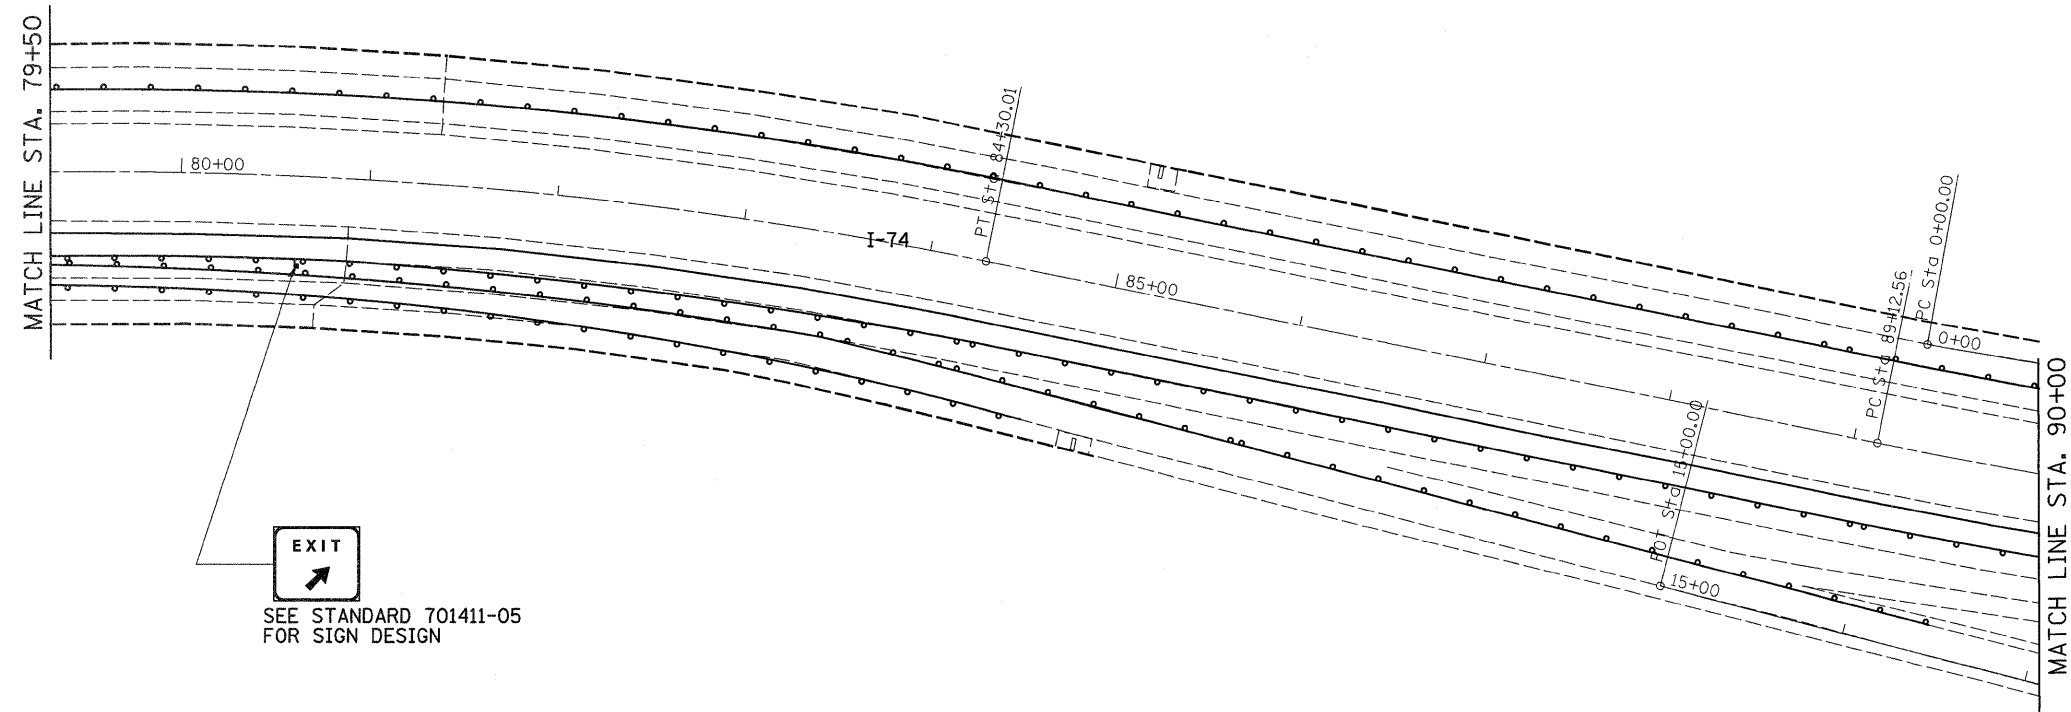 MATCH LINE STA. 79+50
80+00
PT Sta 84+30.01
I-74
85+00
PC Sta 0+00.00
PC Sta 89+12.56
0+00
POT Sta 15+00.00
15+00
MATCH LINE STA. 90+00
EXIT
SEE STANDARD 701411-05
FOR SIGN DESIGN